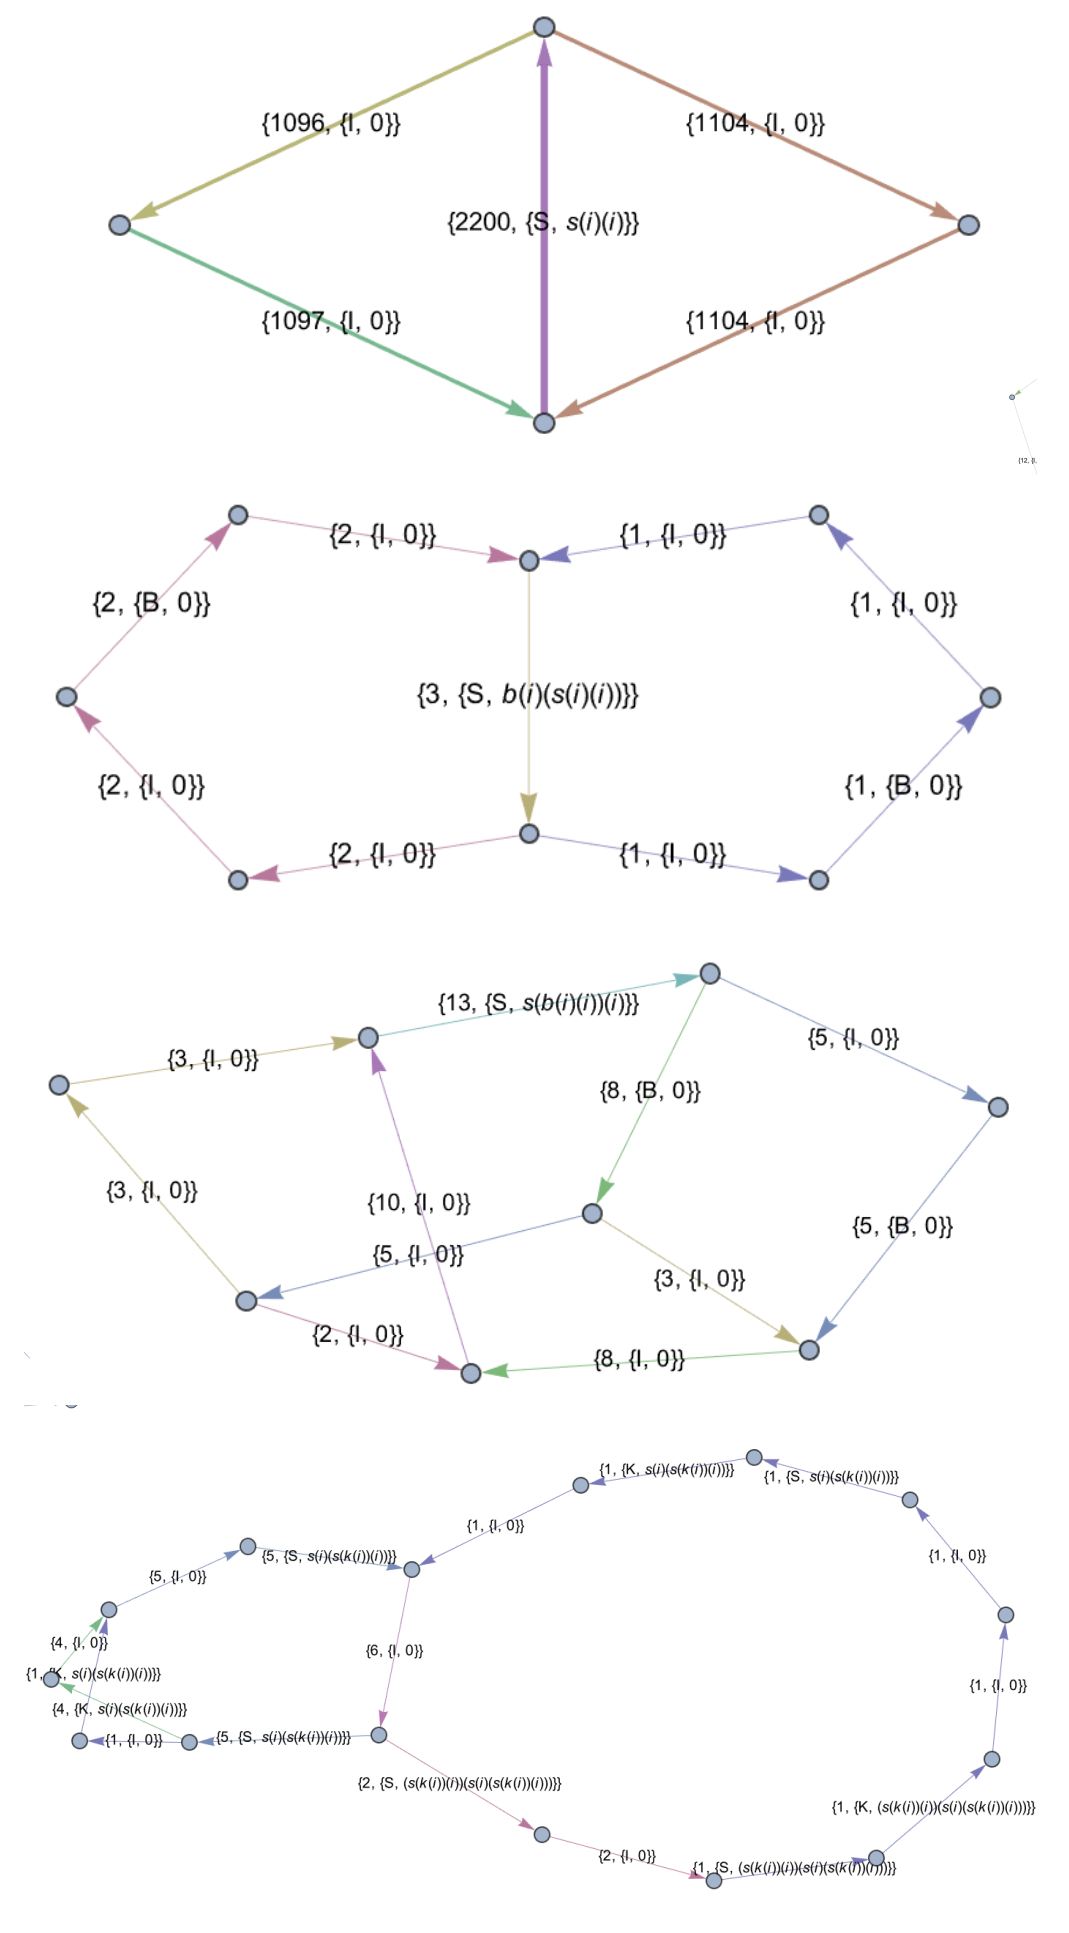 {1096, {I, 0}}
{1104, {I, 0}}
{2200, {S, s(i)(i)}}
{1097, {I, 0}}
{1104, {I, 0}}
{12, {I,
{2, {I, 0}}
{1, {I, 0}}
{2, {B, 0}}
{1, {I, 0}}
{3, {S, b(i)(s(i)(i))}}
{2, {I, 0}}
{1, {B, 0}}
{2, {I, 0}}
{1, {I, 0}}
{13, {S, s(b(i)(i))(i)}}
{5, {I, 0}}
{3, {I, 0}}
{8, {B, 0}}
{3, {I, 0}}
{10, {I, 0}}
{5, {B, 0}}
{5, {I, 0}}
{3, {I, 0}}
{2, {I, 0}}
{8, {I, 0}}
{1, {K, s(i)(s(k(i))(i))}}
{1, {S, s(i)(s(k(i))(i))}}
{1, {I, 0}}
{5, {S, s(i)(s(k(i))(i))}}
{1, {I, 0}}
{5, {I, 0}}
{4, {I, 0}}
{6, {I, 0}}
{1, {K, s(i)(s(k(i))(i))}}
{1, {I, 0}}
{4, {K, s(i)(s(k(i))(i))}}
{1, {I, 0}}
{5, {S, s(i)(s(k(i))(i))}}
{2, {S, (s(k(i))(i))(s(i)(s(k(i))(i)))}}
{1, {K, (s(k(i))(i))(s(i)(s(k(i))(i)))}}
{2, {I, 0}}
{1, {S, (s(k(i))(i))(s(i)(s(k(i))(i)))}}